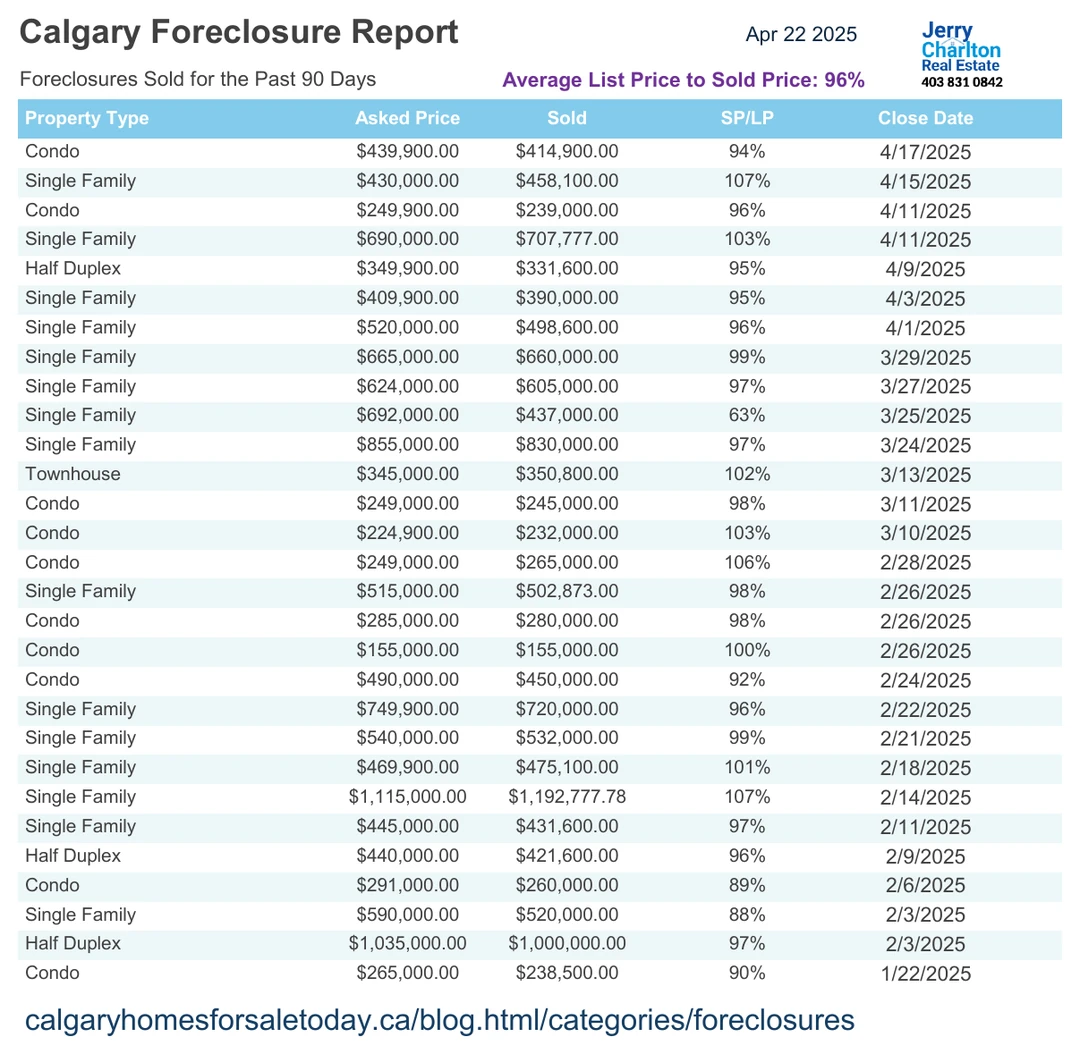 Calgary Foreclosure Report
Apr 22 2025
Jerry
Charlton
Real Estate
403 831 0842
Foreclosures Sold for the Past 90 Days
Average List Price to Sold Price: 96%
Property Type Asked Price Sold SP/LP Close Date
Condo $439,900.00 $414,900.00 94% 4/17/2025
Single Family $430,000.00 $458,100.00 107% 4/15/2025
Condo $249,900.00 $239,000.00 96% 4/11/2025
Single Family $690,000.00 $707,777.00 103% 4/11/2025
Half Duplex $349,900.00 $331,600.00 95% 4/9/2025
Single Family $409,900.00 $390,000.00 95% 4/3/2025
Single Family $520,000.00 $498,600.00 96% 4/1/2025
Single Family $665,000.00 $660,000.00 99% 3/29/2025
Single Family $624,000.00 $605,000.00 97% 3/27/2025
Single Family $692,000.00 $437,000.00 63% 3/25/2025
Single Family $855,000.00 $830,000.00 97% 3/24/2025
Townhouse $345,000.00 $350,800.00 102% 3/13/2025
Condo $249,000.00 $245,000.00 98% 3/11/2025
Condo $224,900.00 $232,000.00 103% 3/10/2025
Condo $249,000.00 $265,000.00 106% 2/28/2025
Single Family $515,000.00 $502,873.00 98% 2/26/2025
Condo $285,000.00 $280,000.00 98% 2/26/2025
Condo $155,000.00 $155,000.00 100% 2/26/2025
Condo $490,000.00 $450,000.00 92% 2/24/2025
Single Family $749,900.00 $720,000.00 96% 2/22/2025
Single Family $540,000.00 $532,000.00 99% 2/21/2025
Single Family $469,900.00 $475,100.00 101% 2/18/2025
Single Family $1,115,000.00 $1,192,777.78 107% 2/14/2025
Single Family $445,000.00 $431,600.00 97% 2/11/2025
Half Duplex $440,000.00 $421,600.00 96% 2/9/2025
Condo $291,000.00 $260,000.00 89% 2/6/2025
Single Family $590,000.00 $520,000.00 88% 2/3/2025
Half Duplex $1,035,000.00 $1,000,000.00 97% 2/3/2025
Condo $265,000.00 $238,500.00 90% 1/22/2025
calgaryhomesforsaletoday.ca/blog.html/categories/foreclosures